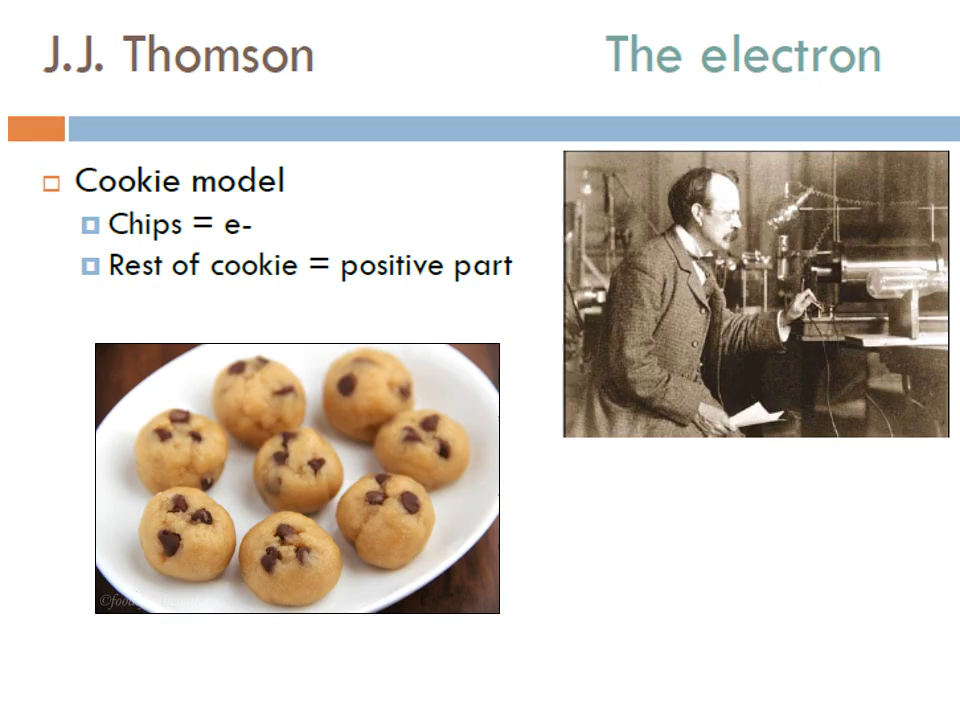 J.J. Thomson
The electron
Cookie model
Chips = e-
Rest of cookie = positive part